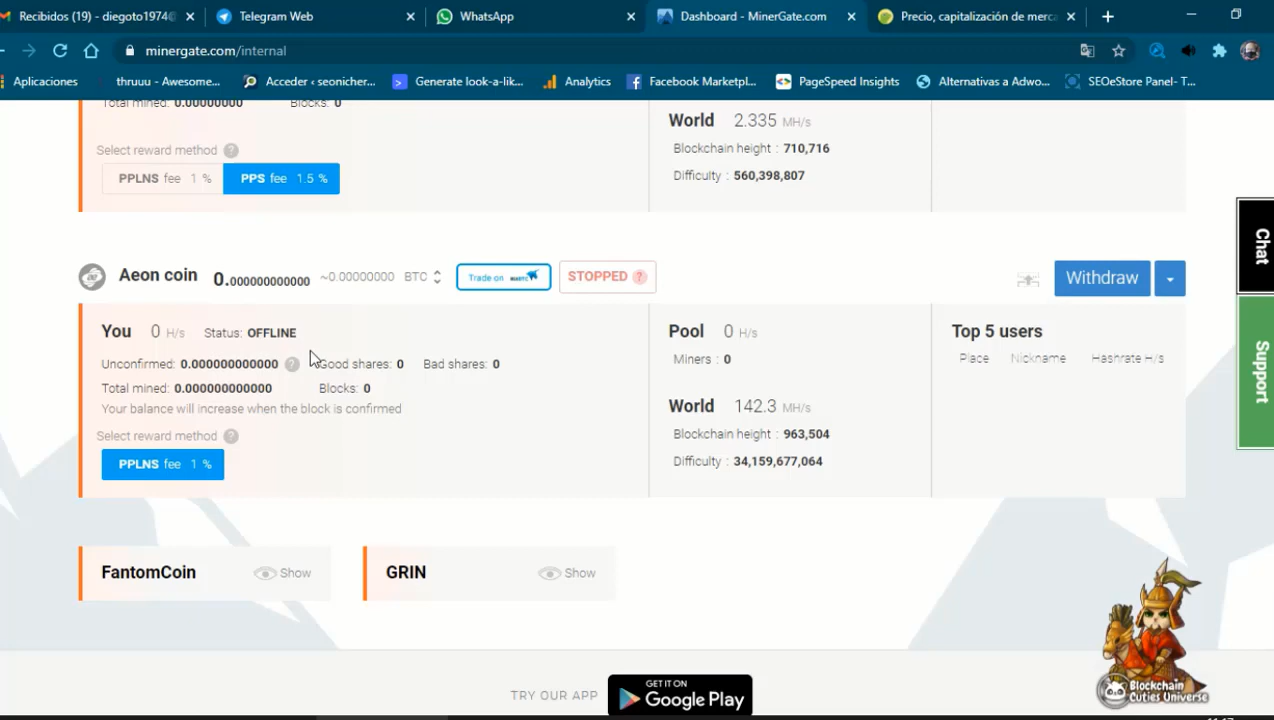 Recibidos (19) - diegoto1974@
Telegram Web
WhatsApp
Dashboard - MinerGate.com
Precio, capitalización de merca
minergate.com/internal
Aplicaciones
thruuu - Awesome...
Acceder ‹ seonicher...
Generate look-a-lik...
Analytics
Facebook Marketpl...
PageSpeed Insights
Alternativas a Adwo...
SEOeStore Panel- T...
Total mined: 0.00000000 Blocks: 0
Select reward method ?
PPLNS fee 1 % PPS fee 1.5 %
World 2.335 MH/s
Blockchain height : 710,716
Difficulty : 560,398,807
Aeon coin 0.000000000000 ~0.00000000 BTC Trade on STOPPED ? Withdraw
You 0 H/s Status: OFFLINE
Unconfirmed: 0.000000000000 ? Good shares: 0 Bad shares: 0
Total mined: 0.000000000000 Blocks: 0
Your balance will increase when the block is confirmed
Select reward method ?
PPLNS fee 1 %
Pool 0 H/s
Miners : 0
World 142.3 MH/s
Blockchain height : 963,504
Difficulty : 34,159,677,064
Top 5 users
Place Nickname Hashrate H/s
Chat
Support
FantomCoin Show
GRIN Show
Blockchain
Cuties Universe
TRY OUR APP
GET IT ON
Google Play